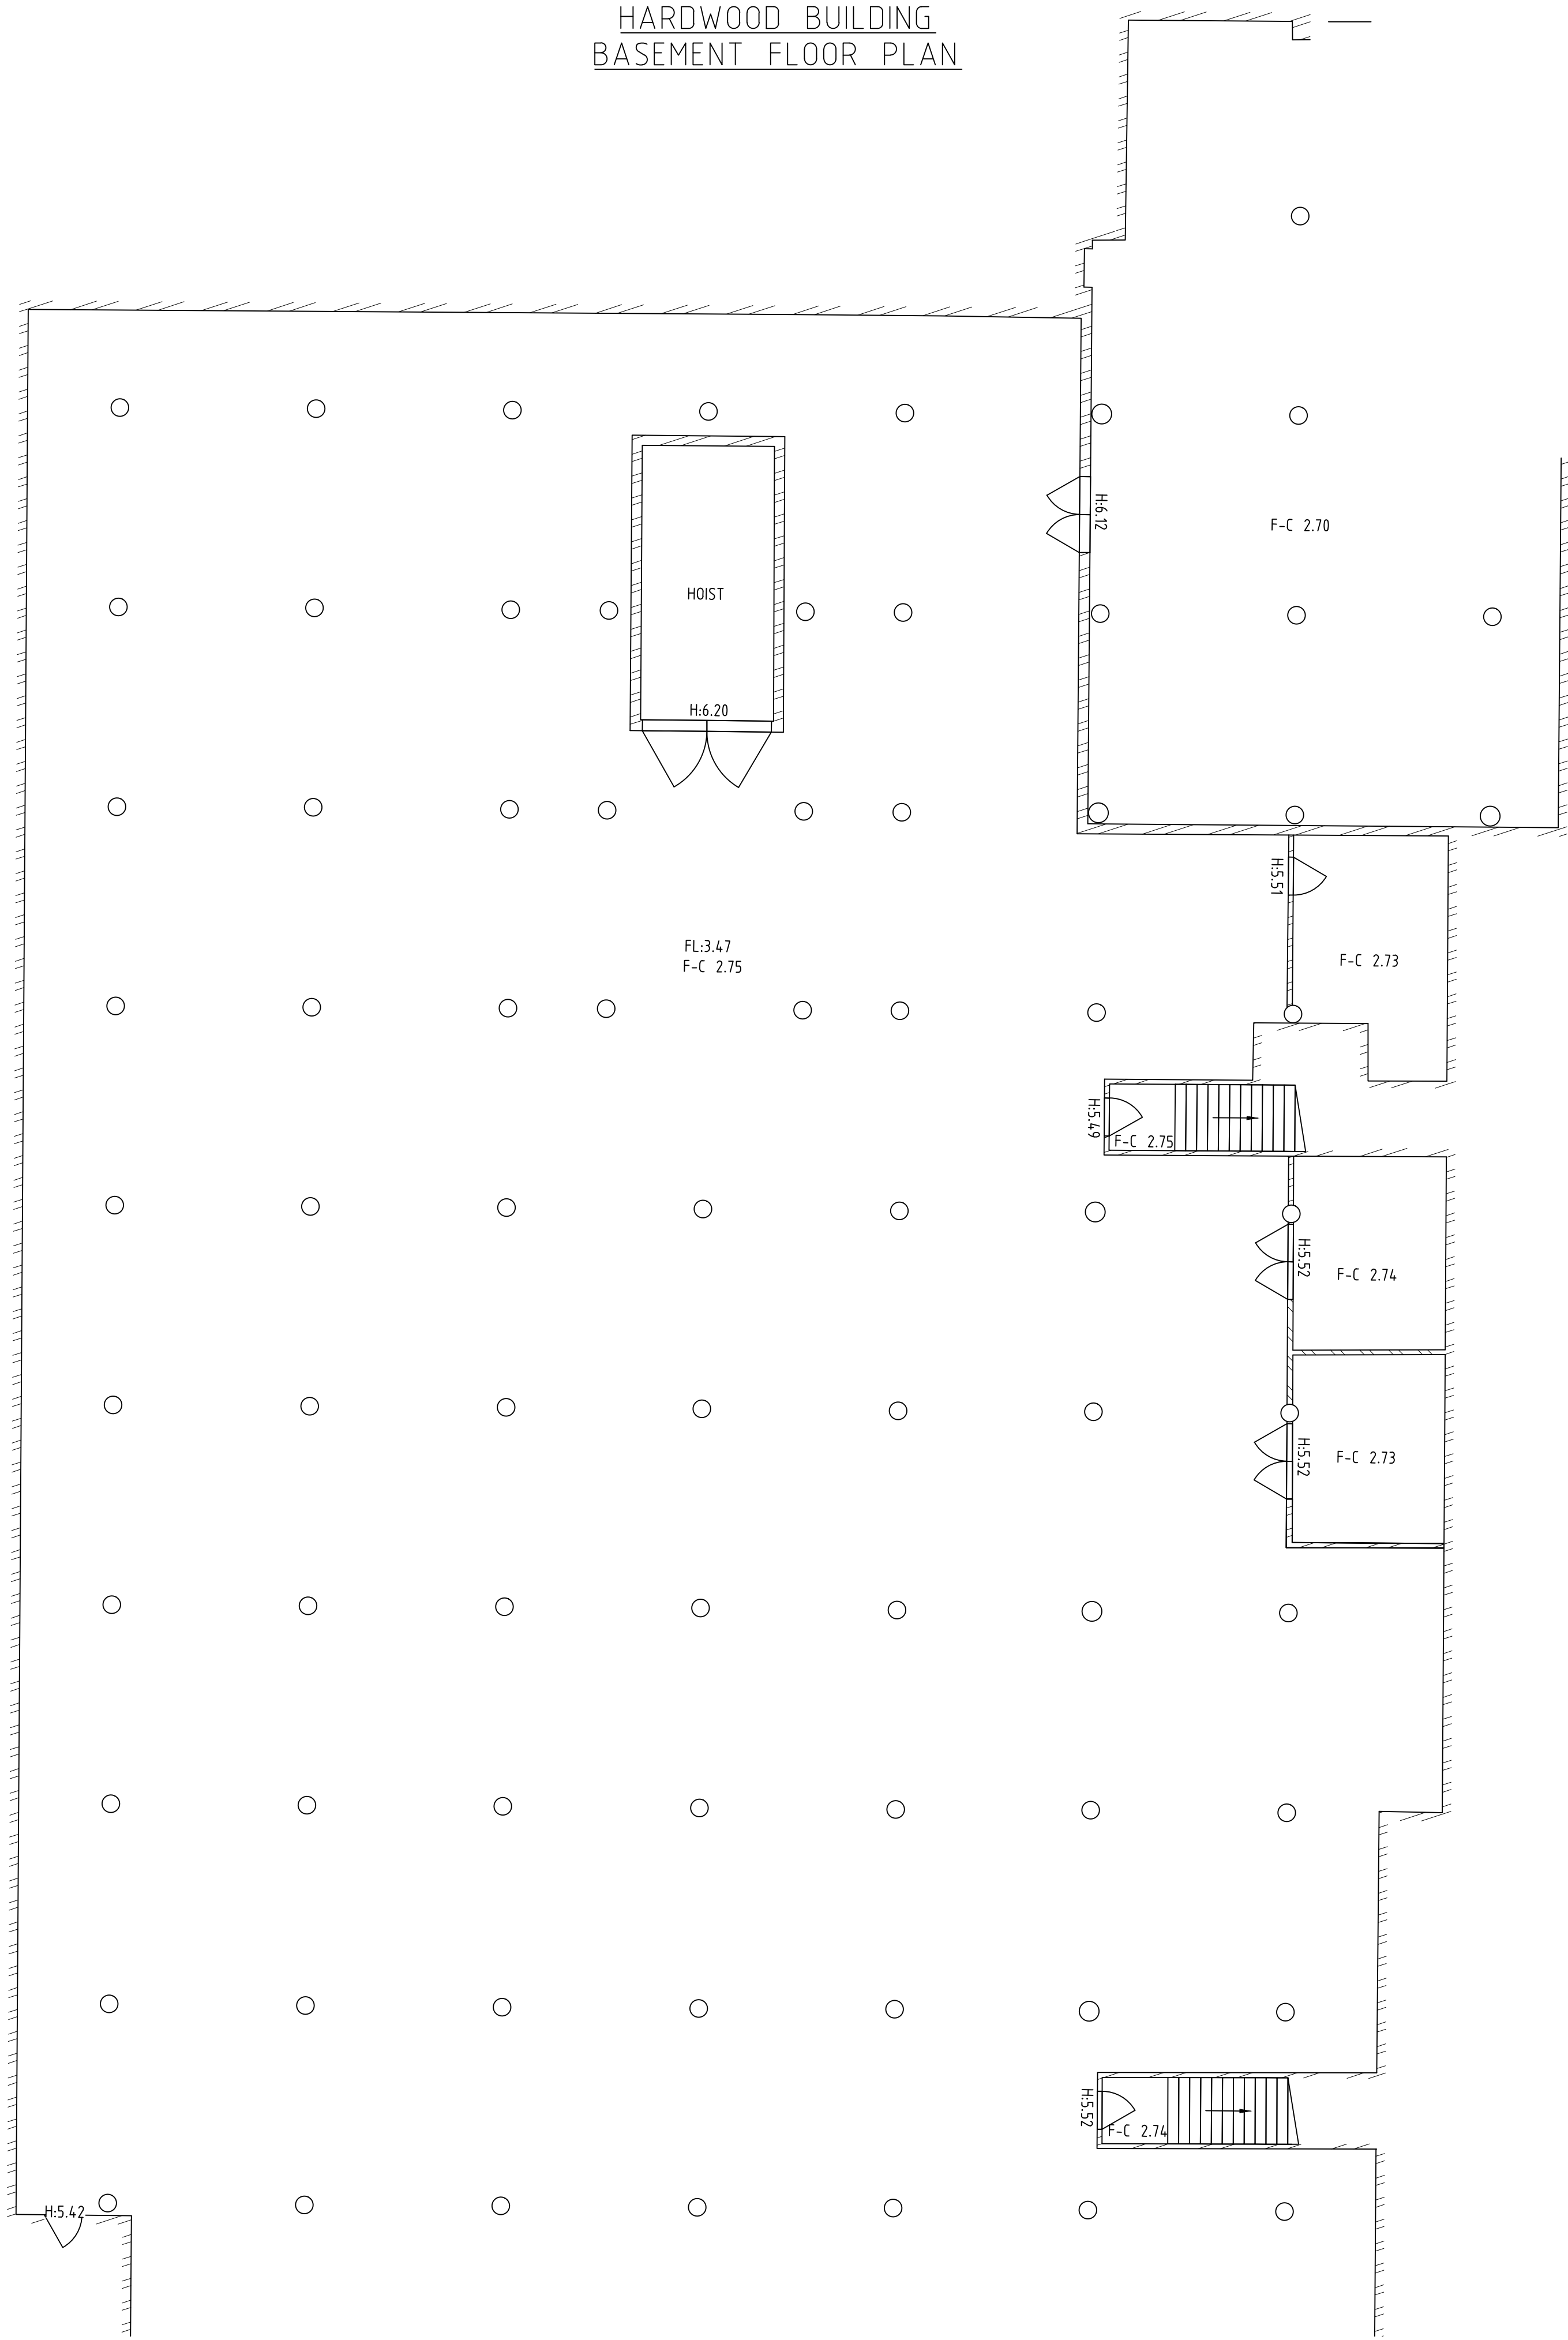 HARDWOOD BUILDING
BASEMENT FLOOR PLAN
H:6.12
F-C 2.70
HOIST
H:6.20
H:5.51
FL:3.47
F-C 2.75
F-C 2.73
H:5.49
F-C 2.75
H:5.52
F-C 2.74
H:5.52
F-C 2.73
H:5.52
F-C 2.74
H:5.42